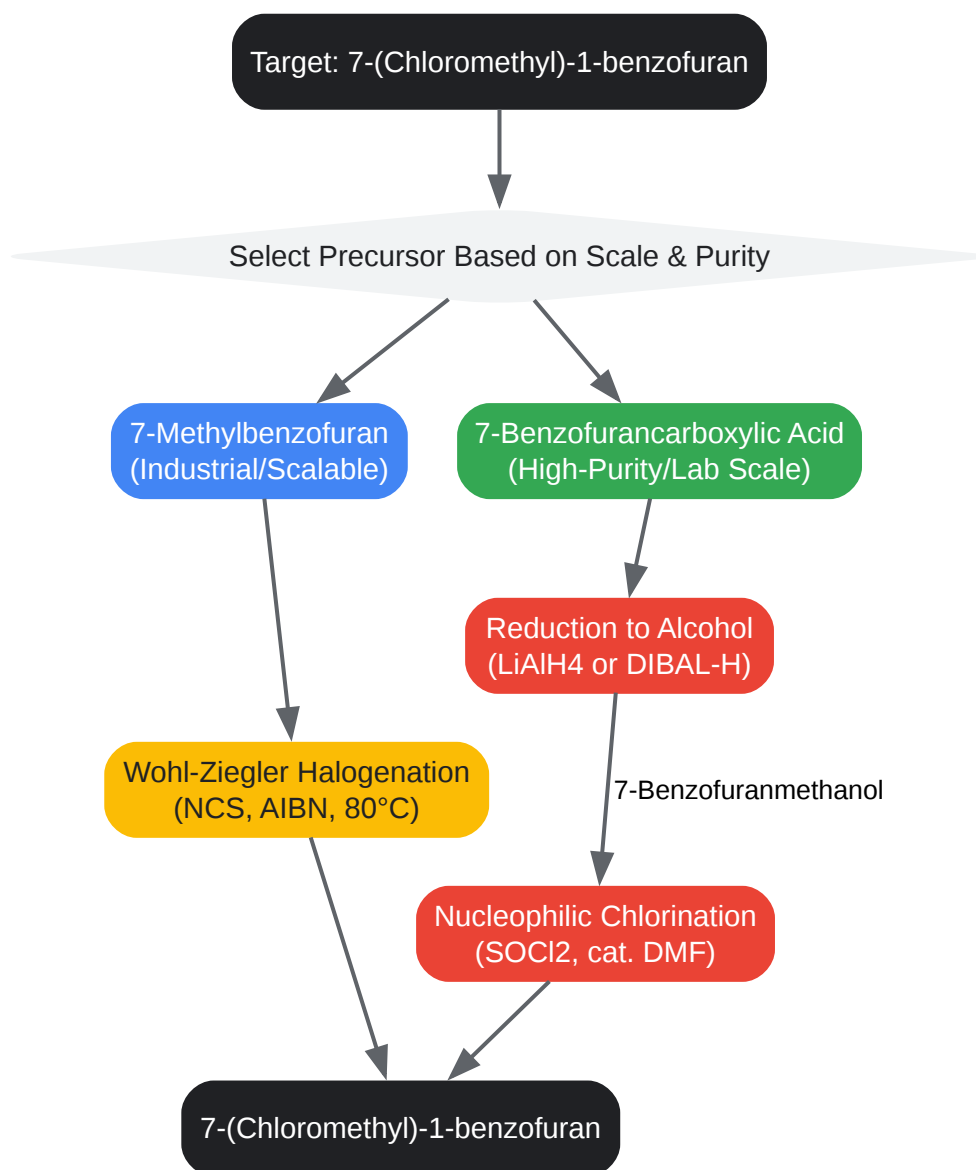 Target: 7-(Chloromethyl)-1-benzofuran
Select Precursor Based on Scale & Purity
7-Methylbenzofuran
(Industrial/Scalable)
7-Benzofurancarboxylic Acid
(High-Purity/Lab Scale)
Reduction to Alcohol
(LiAlH4 or DIBAL-H)
Wohl-Ziegler Halogenation
(NCS, AIBN, 80°C)
7-Benzofuranmethanol
Nucleophilic Chlorination
(SOCl2, cat. DMF)
7-(Chloromethyl)-1-benzofuran